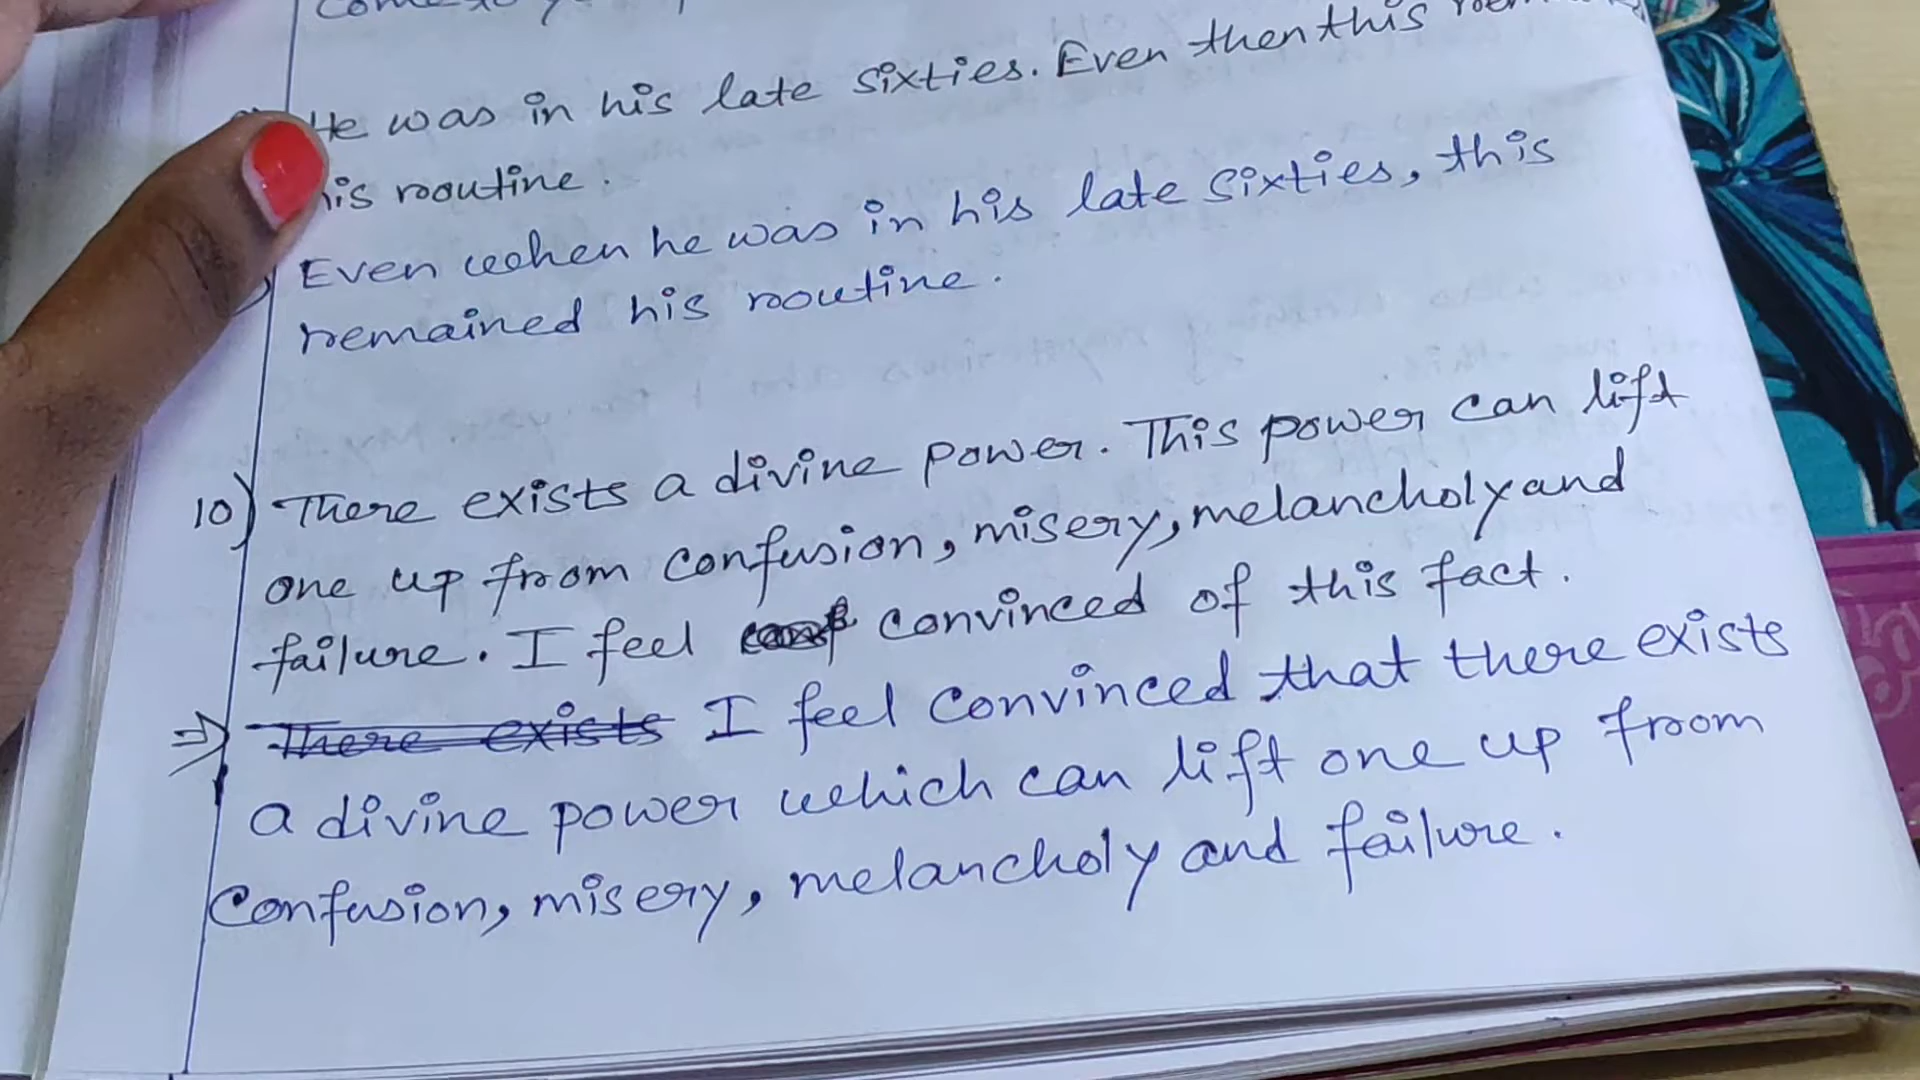 He was in his late sixties. Even then this
his routine.
Even when he was in his late sixties, this
remained his routine.
10) There exists a divine power. This power can lift
one up from confusion, misery, melancholy and
failure. I feel convinced of this fact.
⇒ There exists I feel convinced that there exists
a divine power which can lift one up from
confusion, misery, melancholy and failure.